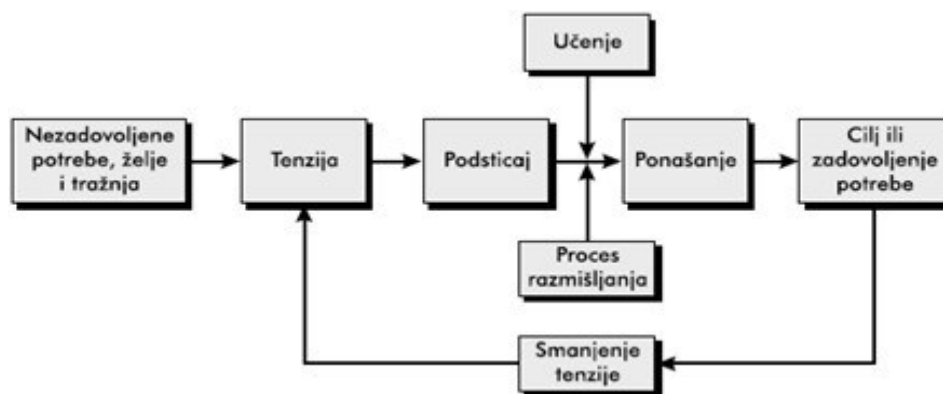 Učenje
Nezadovoljene
potrebe, želje
i tražnja
Tenzija
Podsticaj
Ponašanje
Cilj ili
zadovoljenje
potrebe
Proces
razmišljanja
Smanjenje
tenzije